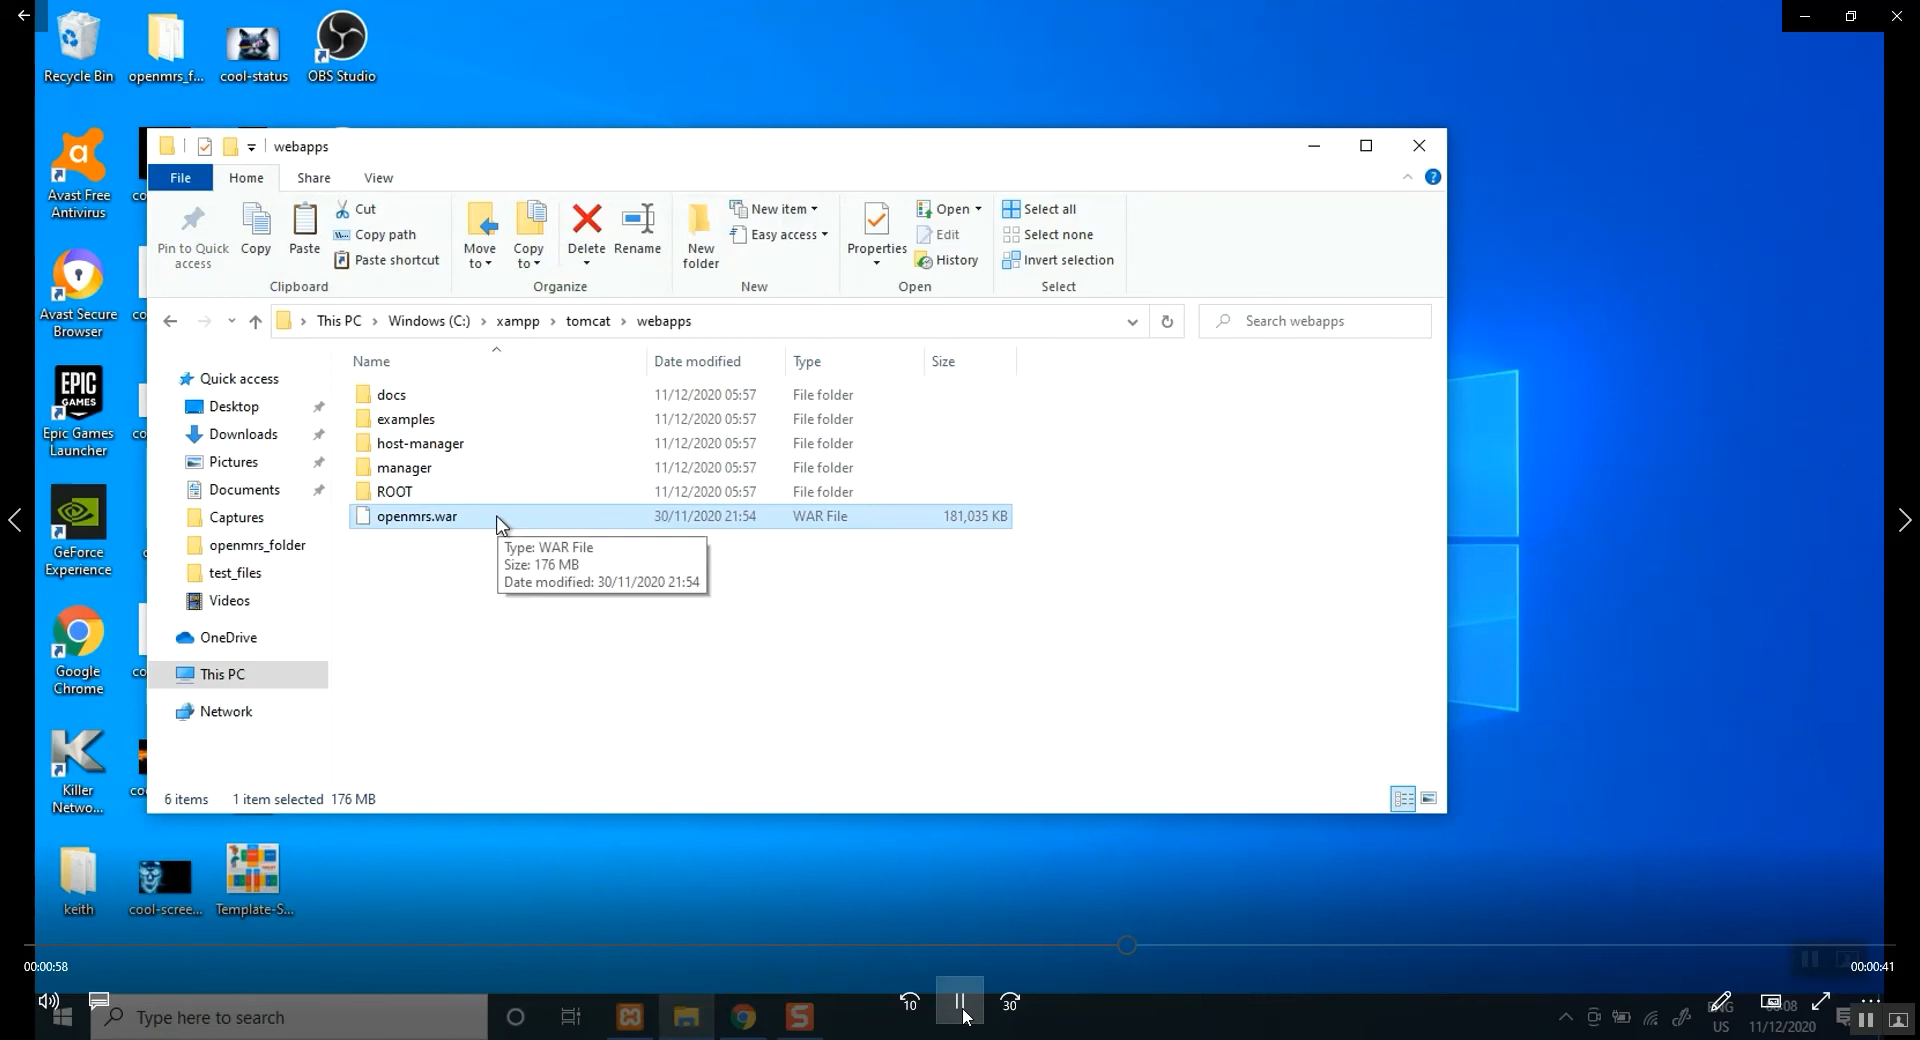 Recycle Bin
openmrs_f...
cool-status
OBS Studio
Avast Free
Antivirus
Avast Secure
Browser
EPIC
GAMES
Epic Games
Launcher
GeForce
Experience
Google
Chrome
Killer
Netwo...
keith
cool-scree...
Template-S...
webapps
File
Home
Share
View
Pin to Quick
access
Copy
Paste
Cut
Copy path
Paste shortcut
Clipboard
Move
to
Copy
to
Delete
Rename
Organize
New
folder
New item
Easy access
New
Properties
Open
Edit
History
Open
Select all
Select none
Invert selection
Select
This PC > Windows (C:) > xampp > tomcat > webapps
Search webapps
Quick access
Desktop
Downloads
Pictures
Documents
Captures
openmrs_folder
test_files
Videos
OneDrive
This PC
Network
Name Date modified Type Size
docs 11/12/2020 05:57 File folder
examples 11/12/2020 05:57 File folder
host-manager 11/12/2020 05:57 File folder
manager 11/12/2020 05:57 File folder
ROOT 11/12/2020 05:57 File folder
openmrs.war 30/11/2020 21:54 WAR File 181,035 KB
Type: WAR File
Size: 176 MB
Date modified: 30/11/2020 21:54
6 items 1 item selected 176 MB
00:00:58
00:00:41
10
30
Type here to search
US
11/12/2020